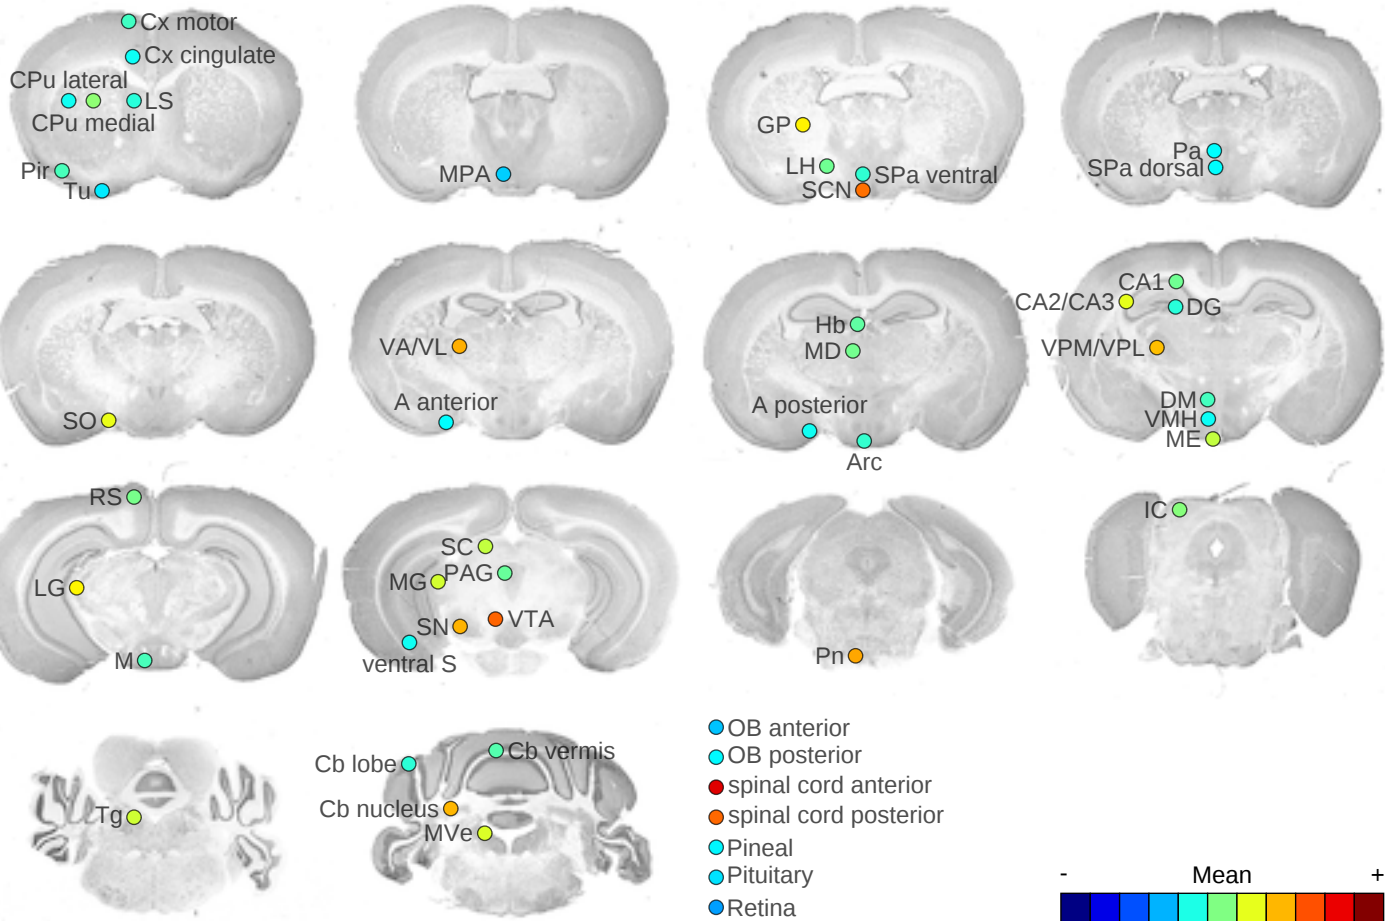 Cx motor
Cx cingulate
CPu lateral
LS
CPu medial
Pir
Tu
MPA
GP
LH
SPa ventral
SCN
Pa
SPa dorsal
SO
VA/VL
A anterior
Hb
MD
A posterior
Arc
CA1
CA2/CA3
DG
VPM/VPL
DM
VMH
ME
RS
LG
M
SC
PAG
MG
SN
VTA
ventral S
Pn
IC
Tg
Cb lobe
Cb vermis
Cb nucleus
MVe
OB anterior
OB posterior
spinal cord anterior
spinal cord posterior
Pineal
Pituitary
Retina
- Mean +